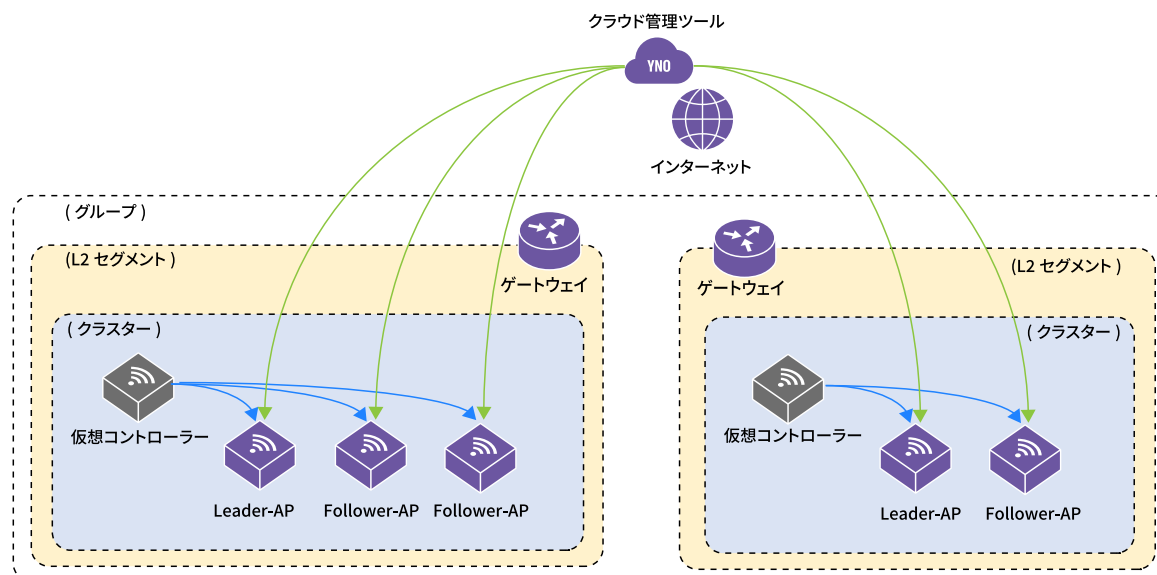 クラウド管理ツール
YNO
インターネット
( グループ )
(L2 セグメント )
ゲートウェイ
( クラスター )
仮想コントローラー
Leader-AP
Follower-AP
Follower-AP
(L2 セグメント )
ゲートウェイ
( クラスター )
仮想コントローラー
Leader-AP
Follower-AP